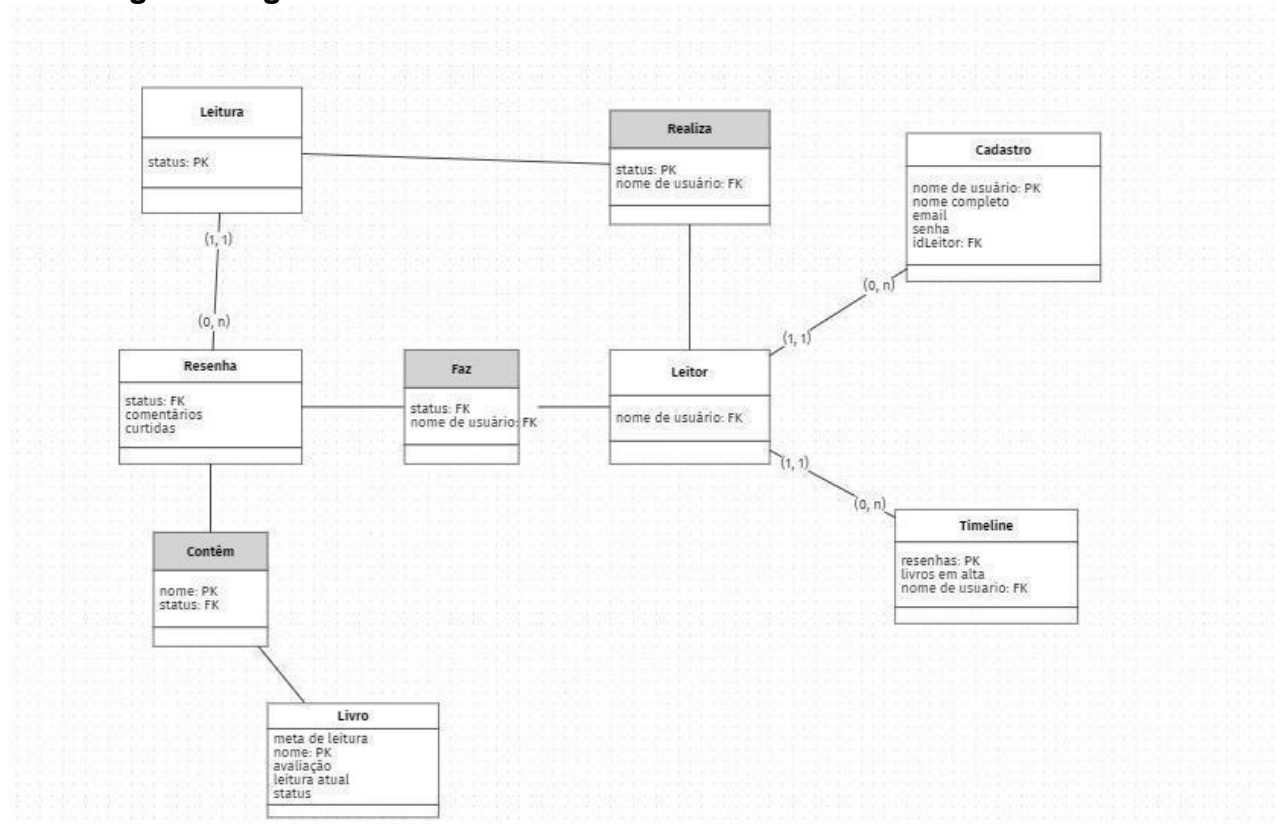 Leitura
status: PK
Realiza
status: PK
nome de usuário: FK
Cadastro
nome de usuário: PK
nome completo
email
senha
idLeitor: FK
(1, 1)
(0, n)
(0, n)
(1, 1)
Resenha
status: FK
comentários
curtidas
Faz
status: FK
nome de usuário: FK
Leitor
nome de usuário: FK
(1, 1)
(0, n)
Timeline
resenhas: PK
livros em alta
nome de usuario: FK
Contém
nome: PK
status: FK
Livro
meta de leitura
nome: PK
avaliação
leitura atual
status